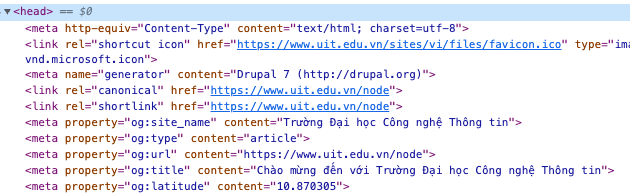 ▼<head> == $0
<meta http-equiv="Content-Type" content="text/html; charset=utf-8">
<link rel="shortcut icon" href="https://www.uit.edu.vn/sites/vi/files/favicon.ico" type="ima
vnd.microsoft.icon">
<meta name="generator" content="Drupal 7 (http://drupal.org)">
<link rel="canonical" href="https://www.uit.edu.vn/node">
<link rel="shortlink" href="https://www.uit.edu.vn/node">
<meta property="og:site_name" content="Trường Đại học Công nghệ Thông tin">
<meta property="og:type" content="article">
<meta property="og:url" content="https://www.uit.edu.vn/node">
<meta property="og:title" content="Chào mừng đến với Trường Đại học Công nghệ Thông tin">
<meta property="og:latitude" content="10.870305">